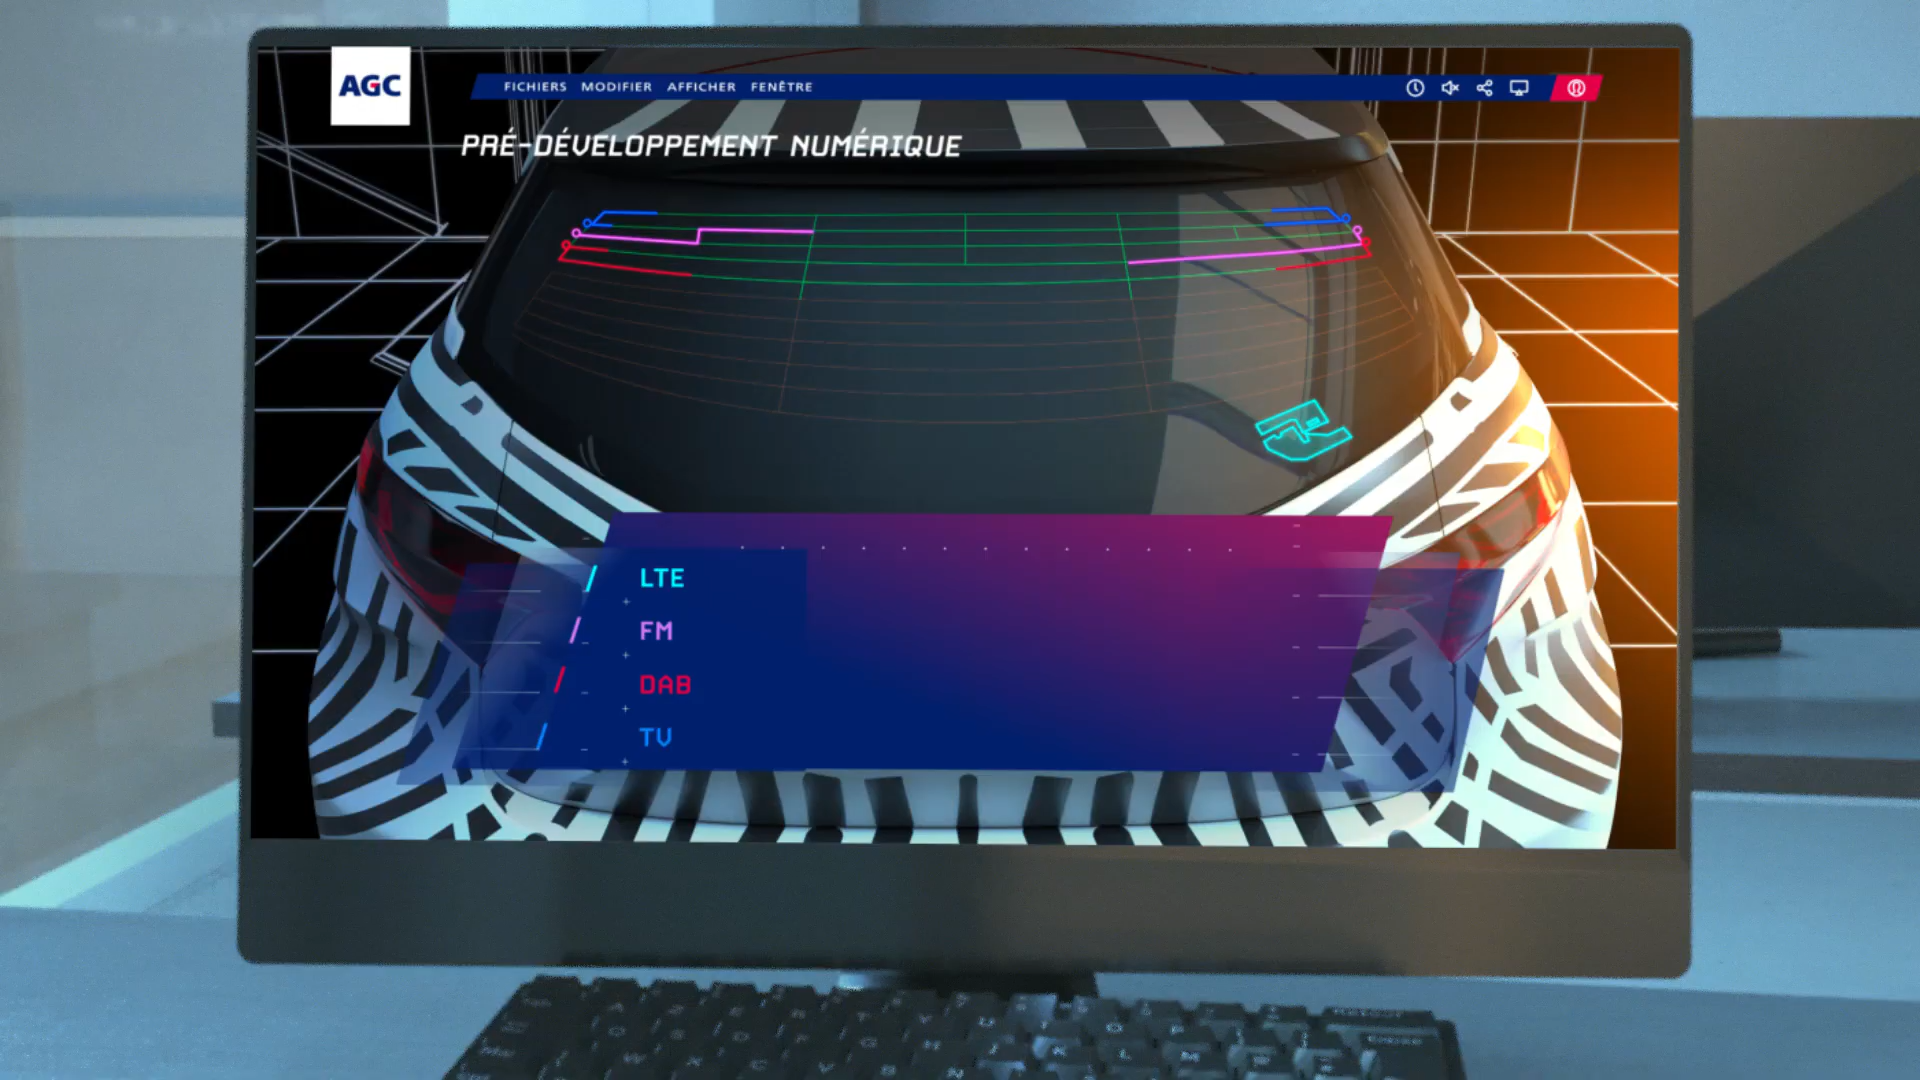 AGC
FICHIERS MODIFIER AFFICHER FENÊTRE
PRÉ-DÉVELOPPEMENT NUMÉRIQUE
LTE
FM
DAB
TV